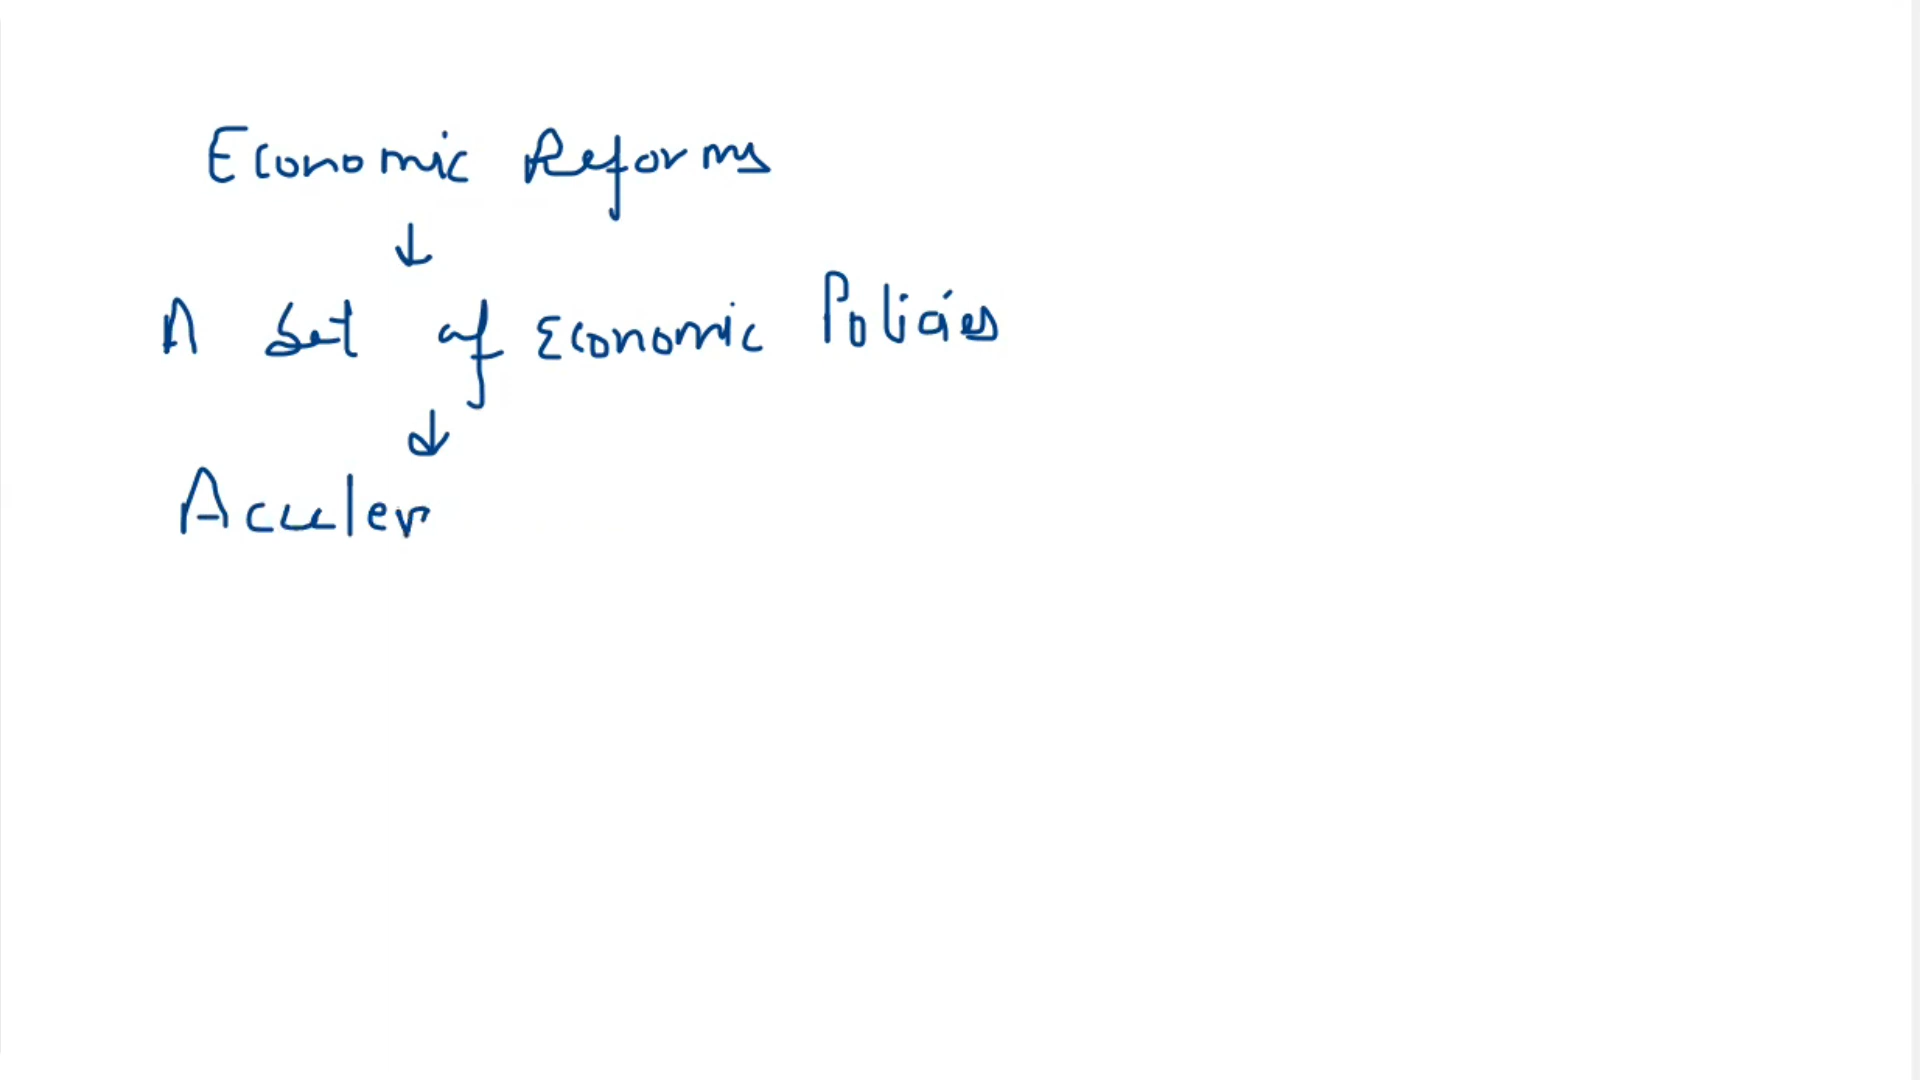 Economic Reforms
↓
A Set of Economic Policies
↓
Acceler